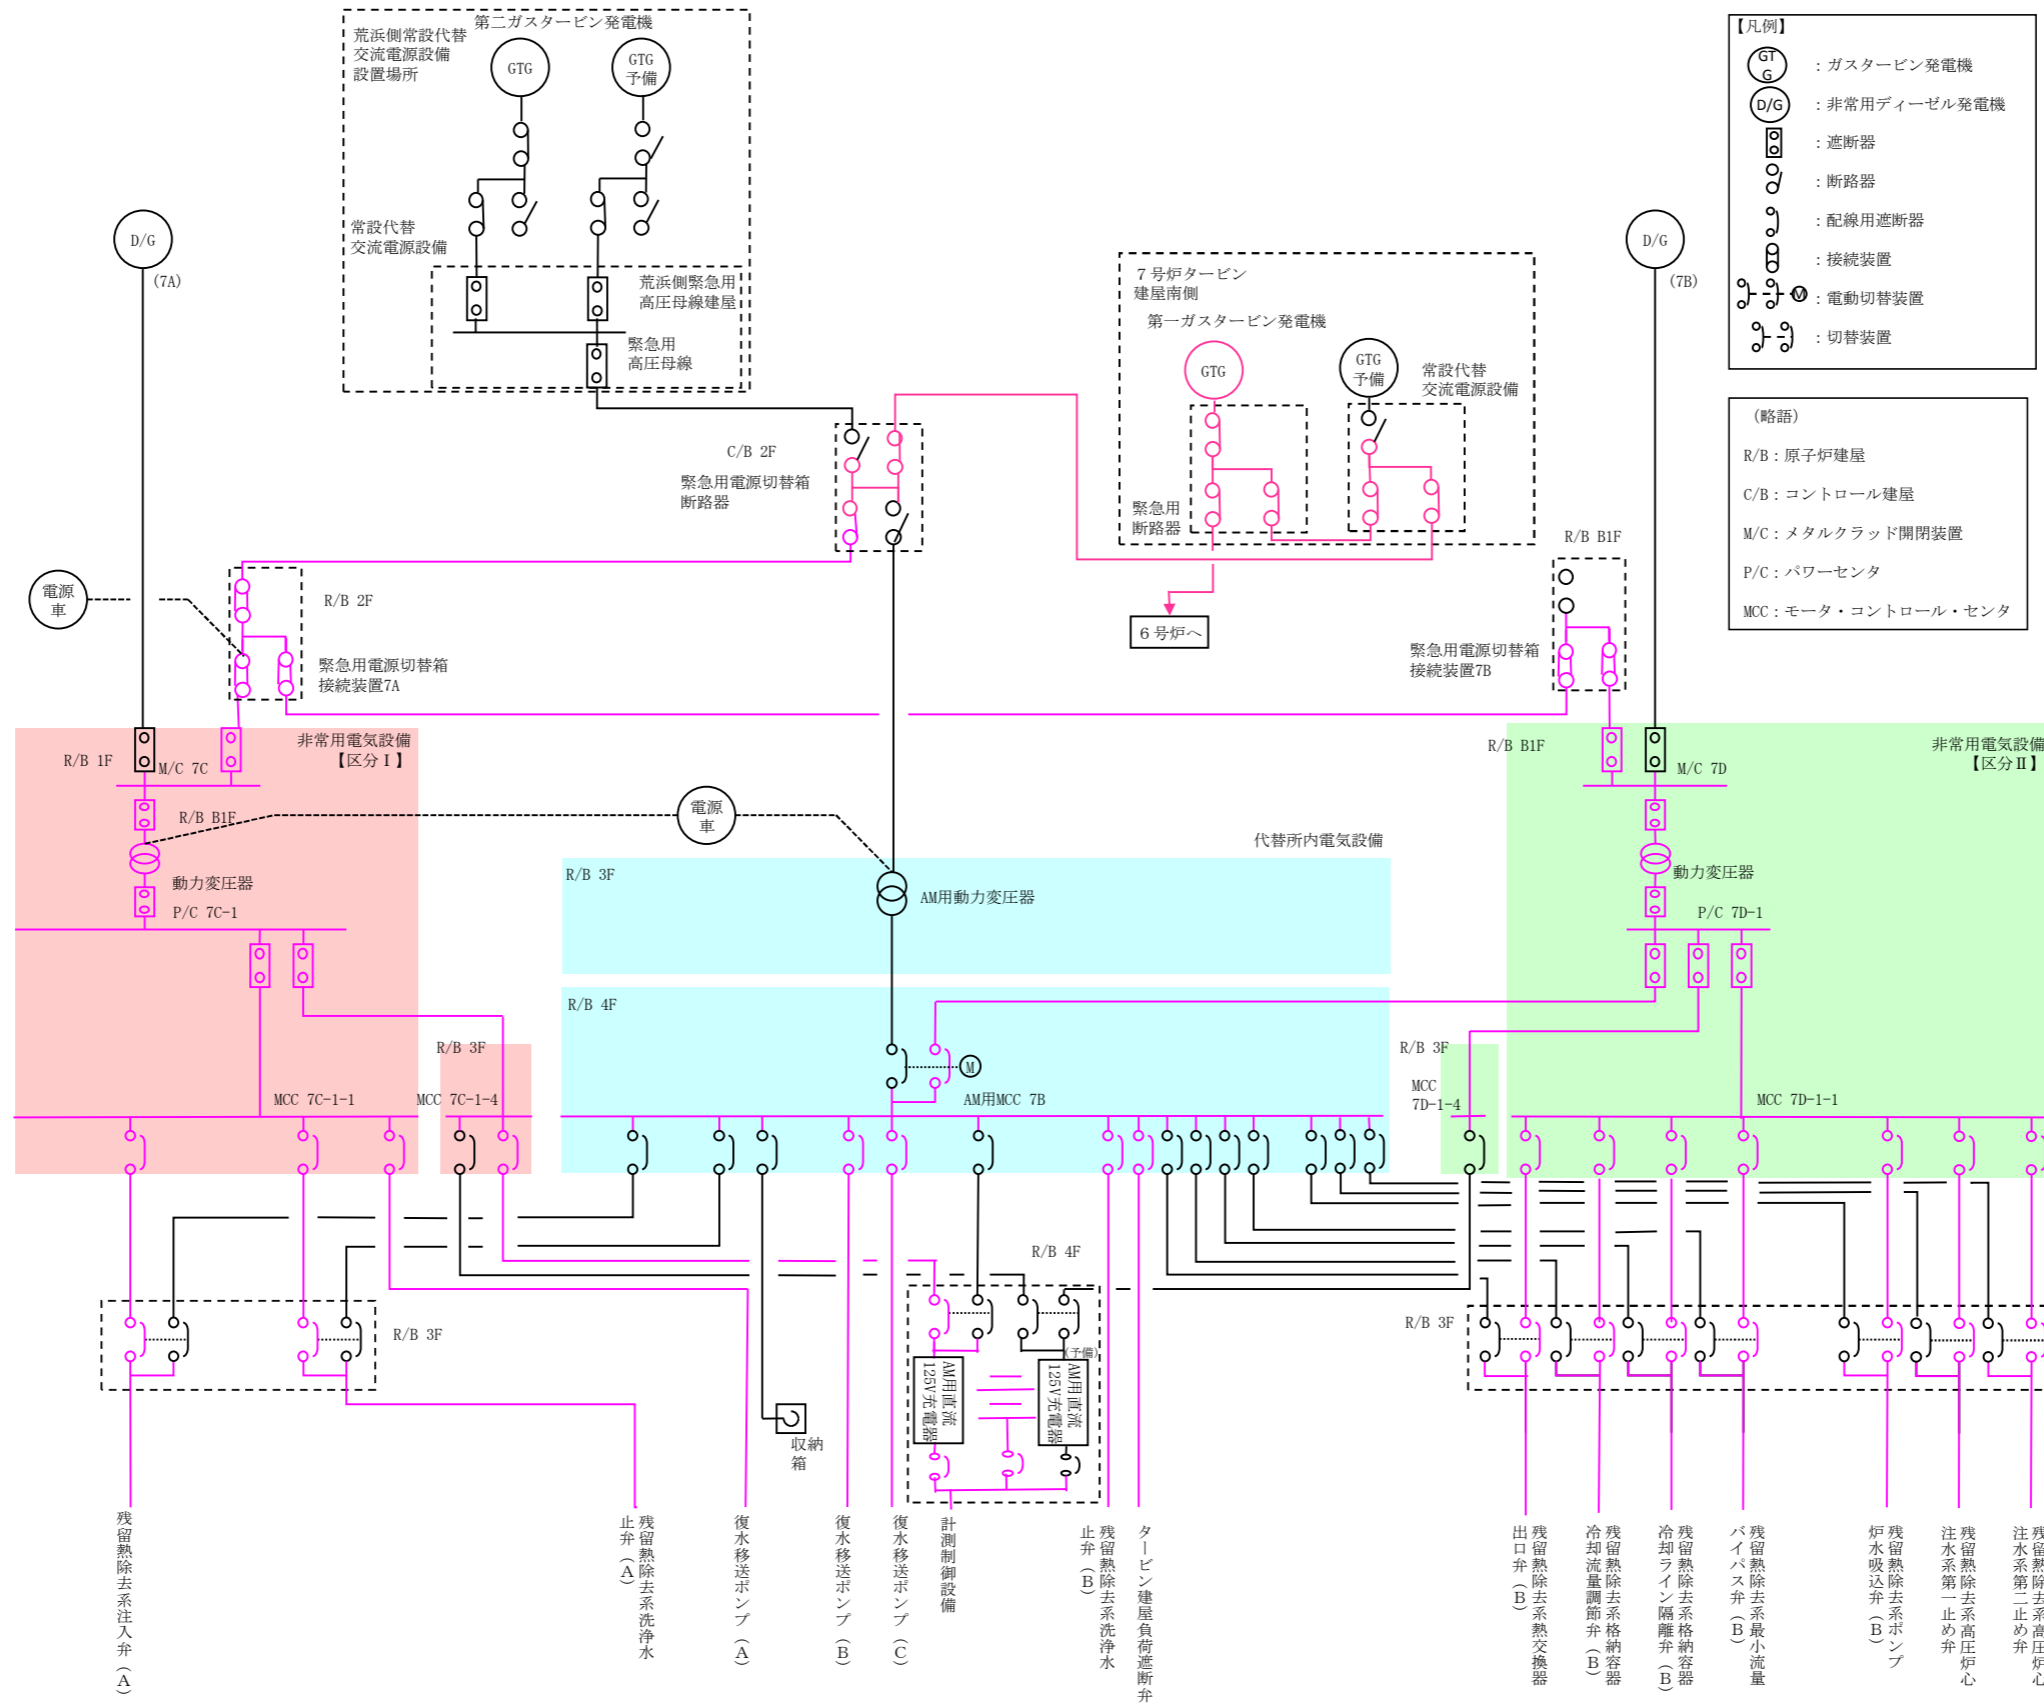 第二ガスタービン発電機
荒浜側常設代替
交流電源設備
設置場所
GTG
GTG
予備
常設代替
交流電源設備
荒浜側緊急用
高圧母線建屋
緊急用
高圧母線
D/G
(7A)
【凡例】
GT
G
：ガスタービン発電機
D/G
：非常用ディーゼル発電機
：遮断器
：断路器
：配線用遮断器
：接続装置
M
：電動切替装置
：切替装置
（略語）
R/B：原子炉建屋
C/B：コントロール建屋
M/C：メタルクラッド開閉装置
P/C：パワーセンタ
MCC：モータ・コントロール・センタ
7号炉タービン
建屋南側
第一ガスタービン発電機
GTG
GTG
予備
常設代替
交流電源設備
緊急用
断路器
6号炉へ
D/G
(7B)
C/B 2F
緊急用電源切替箱
断路器
電源
車
R/B 2F
緊急用電源切替箱
接続装置7A
R/B B1F
緊急用電源切替箱
接続装置7B
非常用電気設備
【区分Ⅰ】
R/B 1F
M/C 7C
R/B B1F
動力変圧器
P/C 7C-1
MCC 7C-1-1
R/B 3F
MCC 7C-1-4
電源
車
代替所内電気設備
R/B 3F
AM用動力変圧器
R/B 4F
M
AM用MCC 7B
R/B B1F
非常用電気設備
【区分Ⅱ】
M/C 7D
動力変圧器
P/C 7D-1
R/B 3F
MCC
7D-1-4
MCC 7D-1-1
R/B 3F
R/B 4F
(予備)
AM用直流
125V充電器
AM用直流
125V充電器
収納
箱
R/B 3F
残留熱除去系注入弁（A）
残留熱除去系洗浄水
止弁（A）
復水移送ポンプ（A）
復水移送ポンプ（B）
復水移送ポンプ（C）
計測制御設備
残留熱除去系洗浄水
止弁（B）
タービン建屋負荷遮断弁
残留熱除去系熱交換器
出口弁（B）
残留熱除去系格納容器
冷却流量調節弁（B）
残留熱除去系格納容器
冷却ライン隔離弁（B）
残留熱除去系最小流量
バイパス弁（B）
残留熱除去系ポンプ
炉水吸込弁（B）
残留熱除去系高圧炉心
注水系第一止め弁
残留熱除去系高圧炉心
注水系第二止め弁